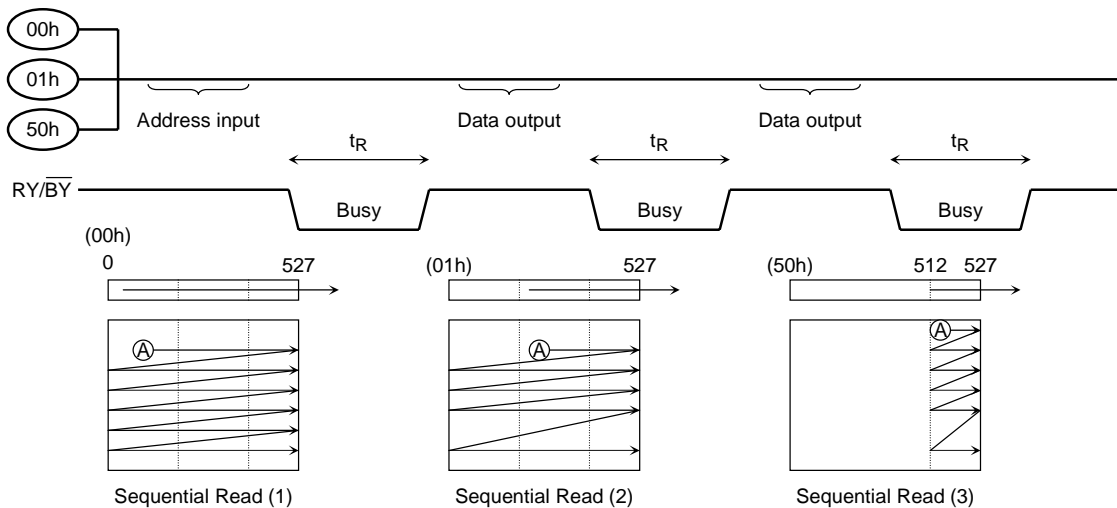 00h
01h
50h
Address input Data output Data output
tR tR tR
RY/BY Busy Busy Busy
(00h)
0 527 (01h) 527 (50h) 512 527
A A A
Sequential Read (1) Sequential Read (2) Sequential Read (3)